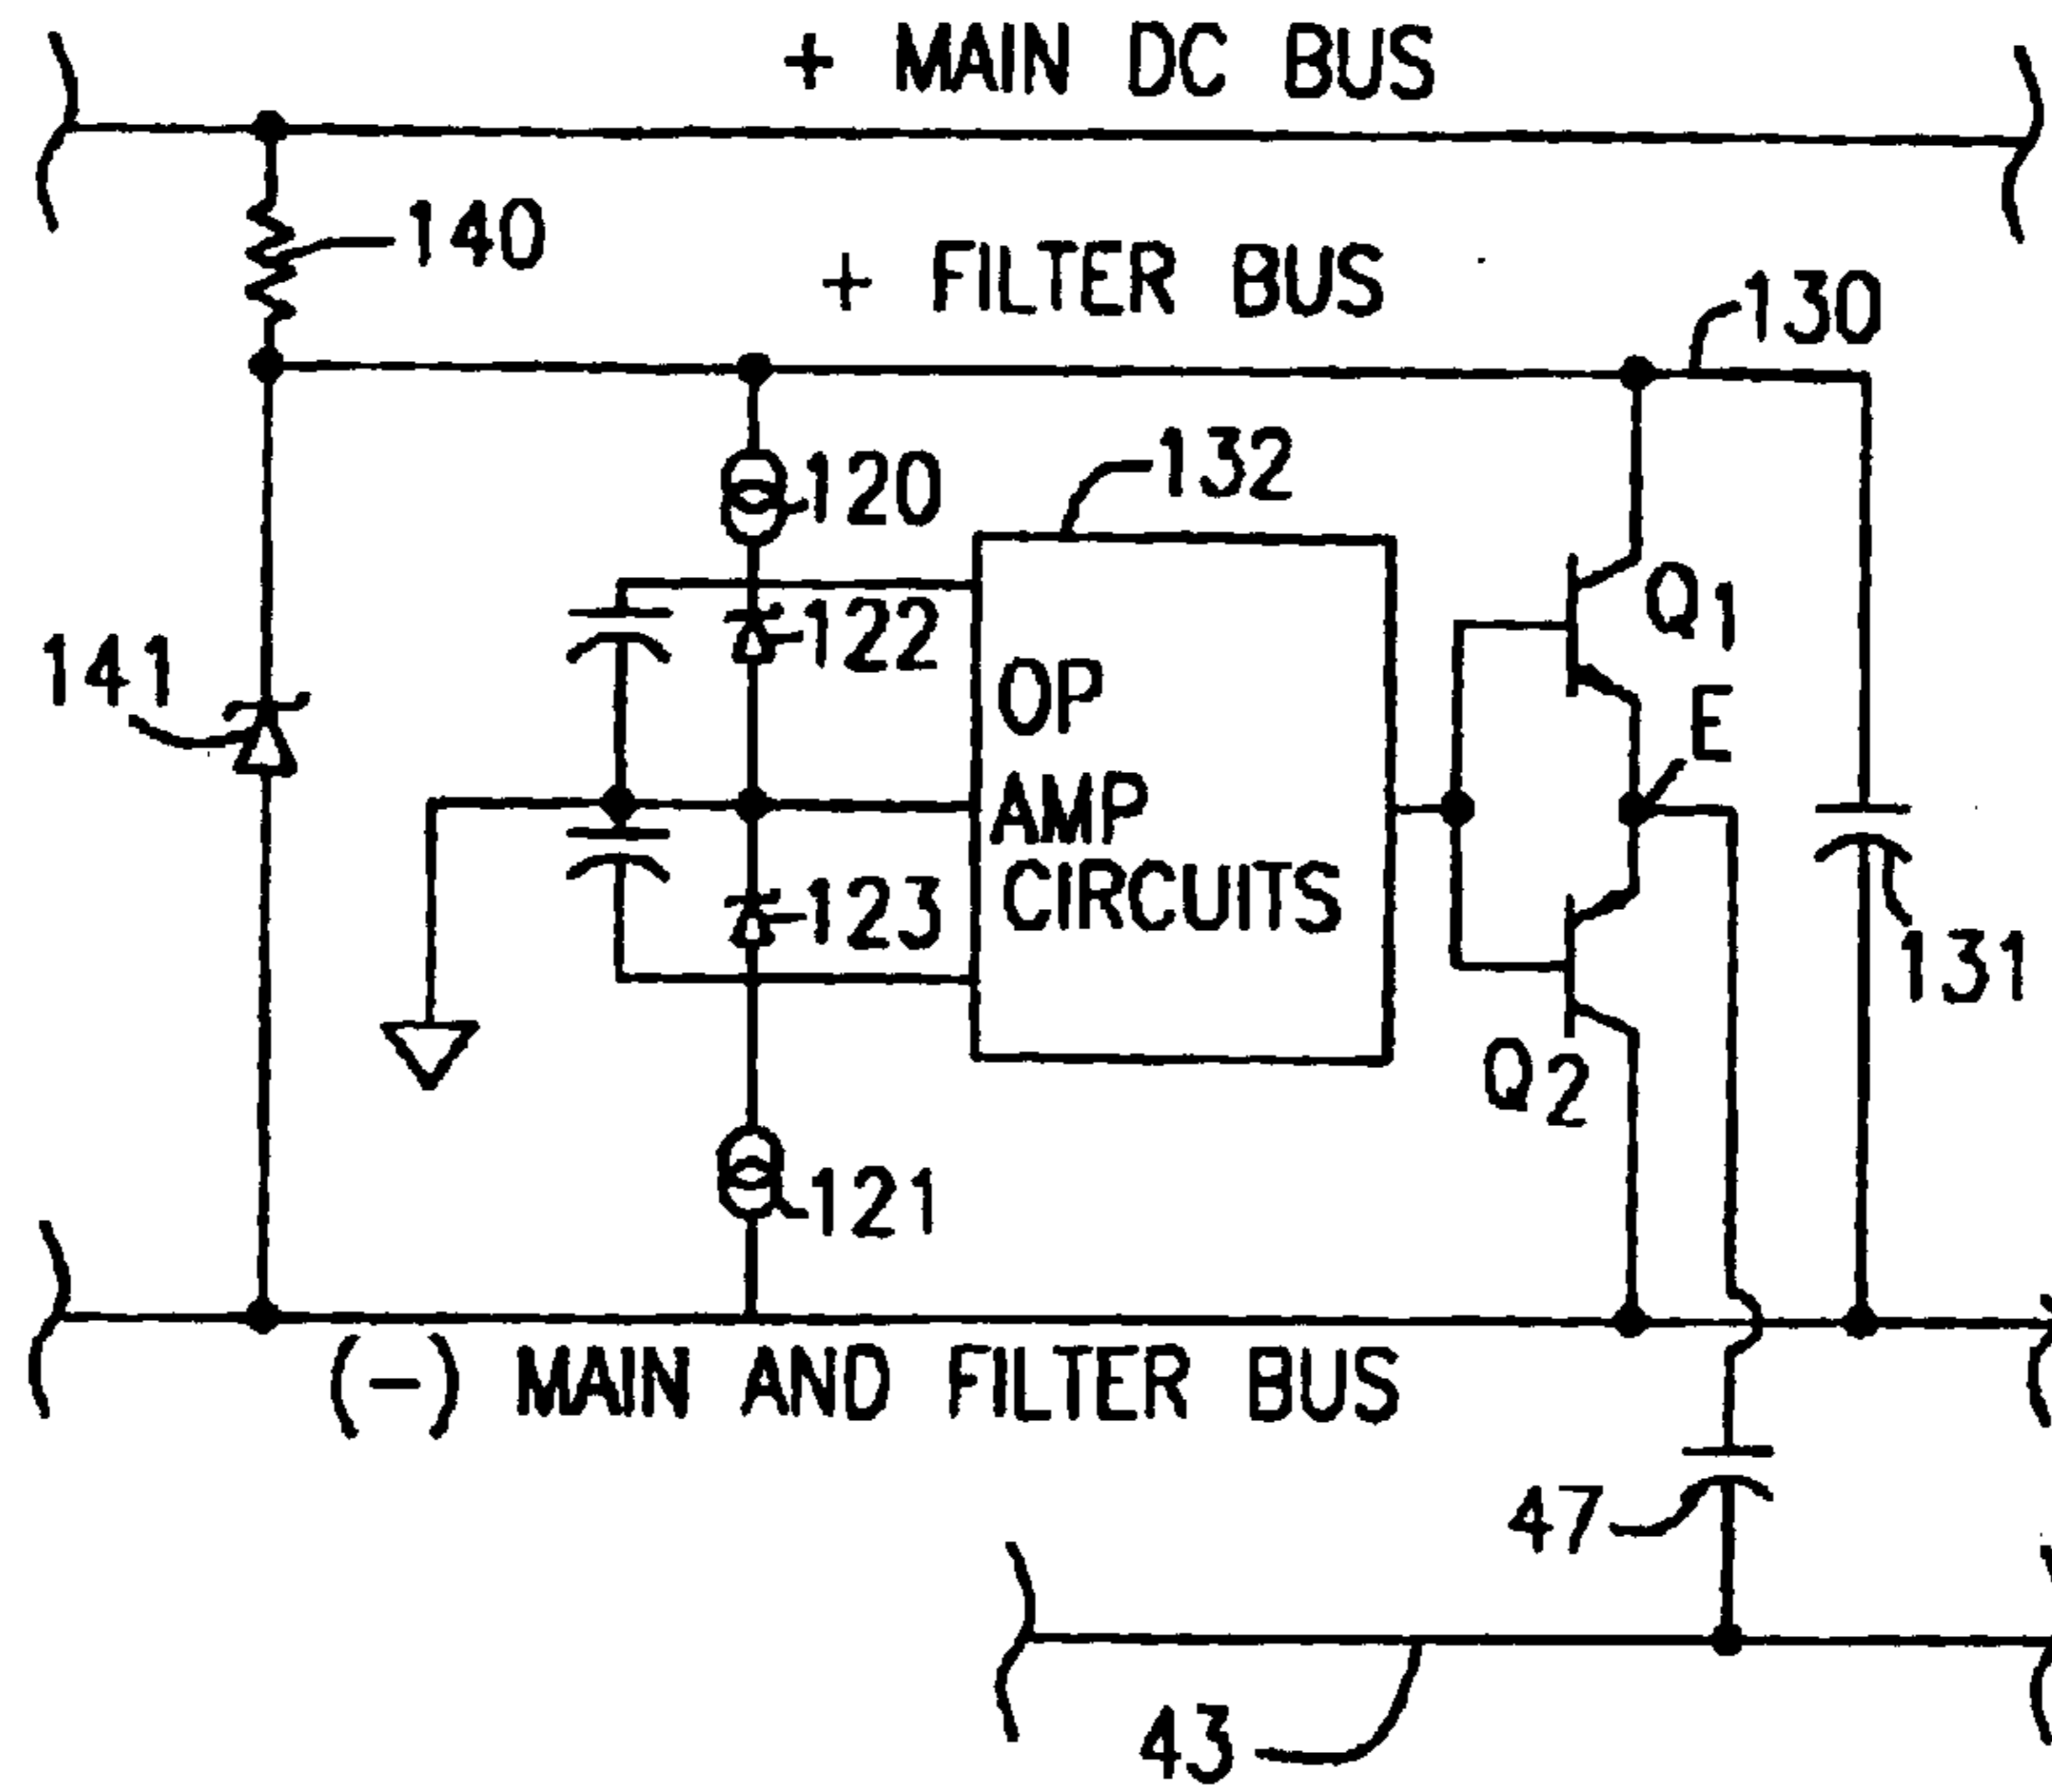 + MAIN DC BUS
140
+ FILTER BUS
130
132
120
Q1
122
141
OP
AMP
CIRCUITS
E
123
131
Q2
121
(-) MAIN AND FILTER BUS
47
43